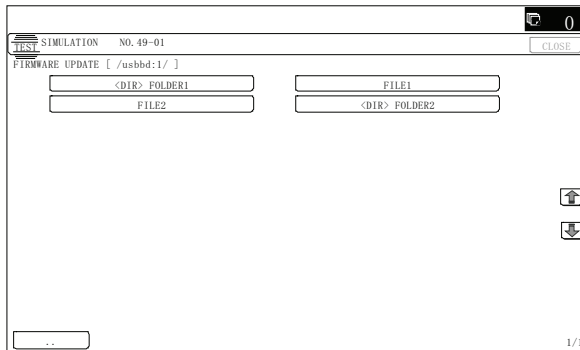 0
TEST SIMULATION NO. 49-01
CLOSE
FIRMWARE UPDATE [ /usbbd:1/ ]
<DIR> FOLDER1 FILE1
FILE2 <DIR> FOLDER2
.. 1/1